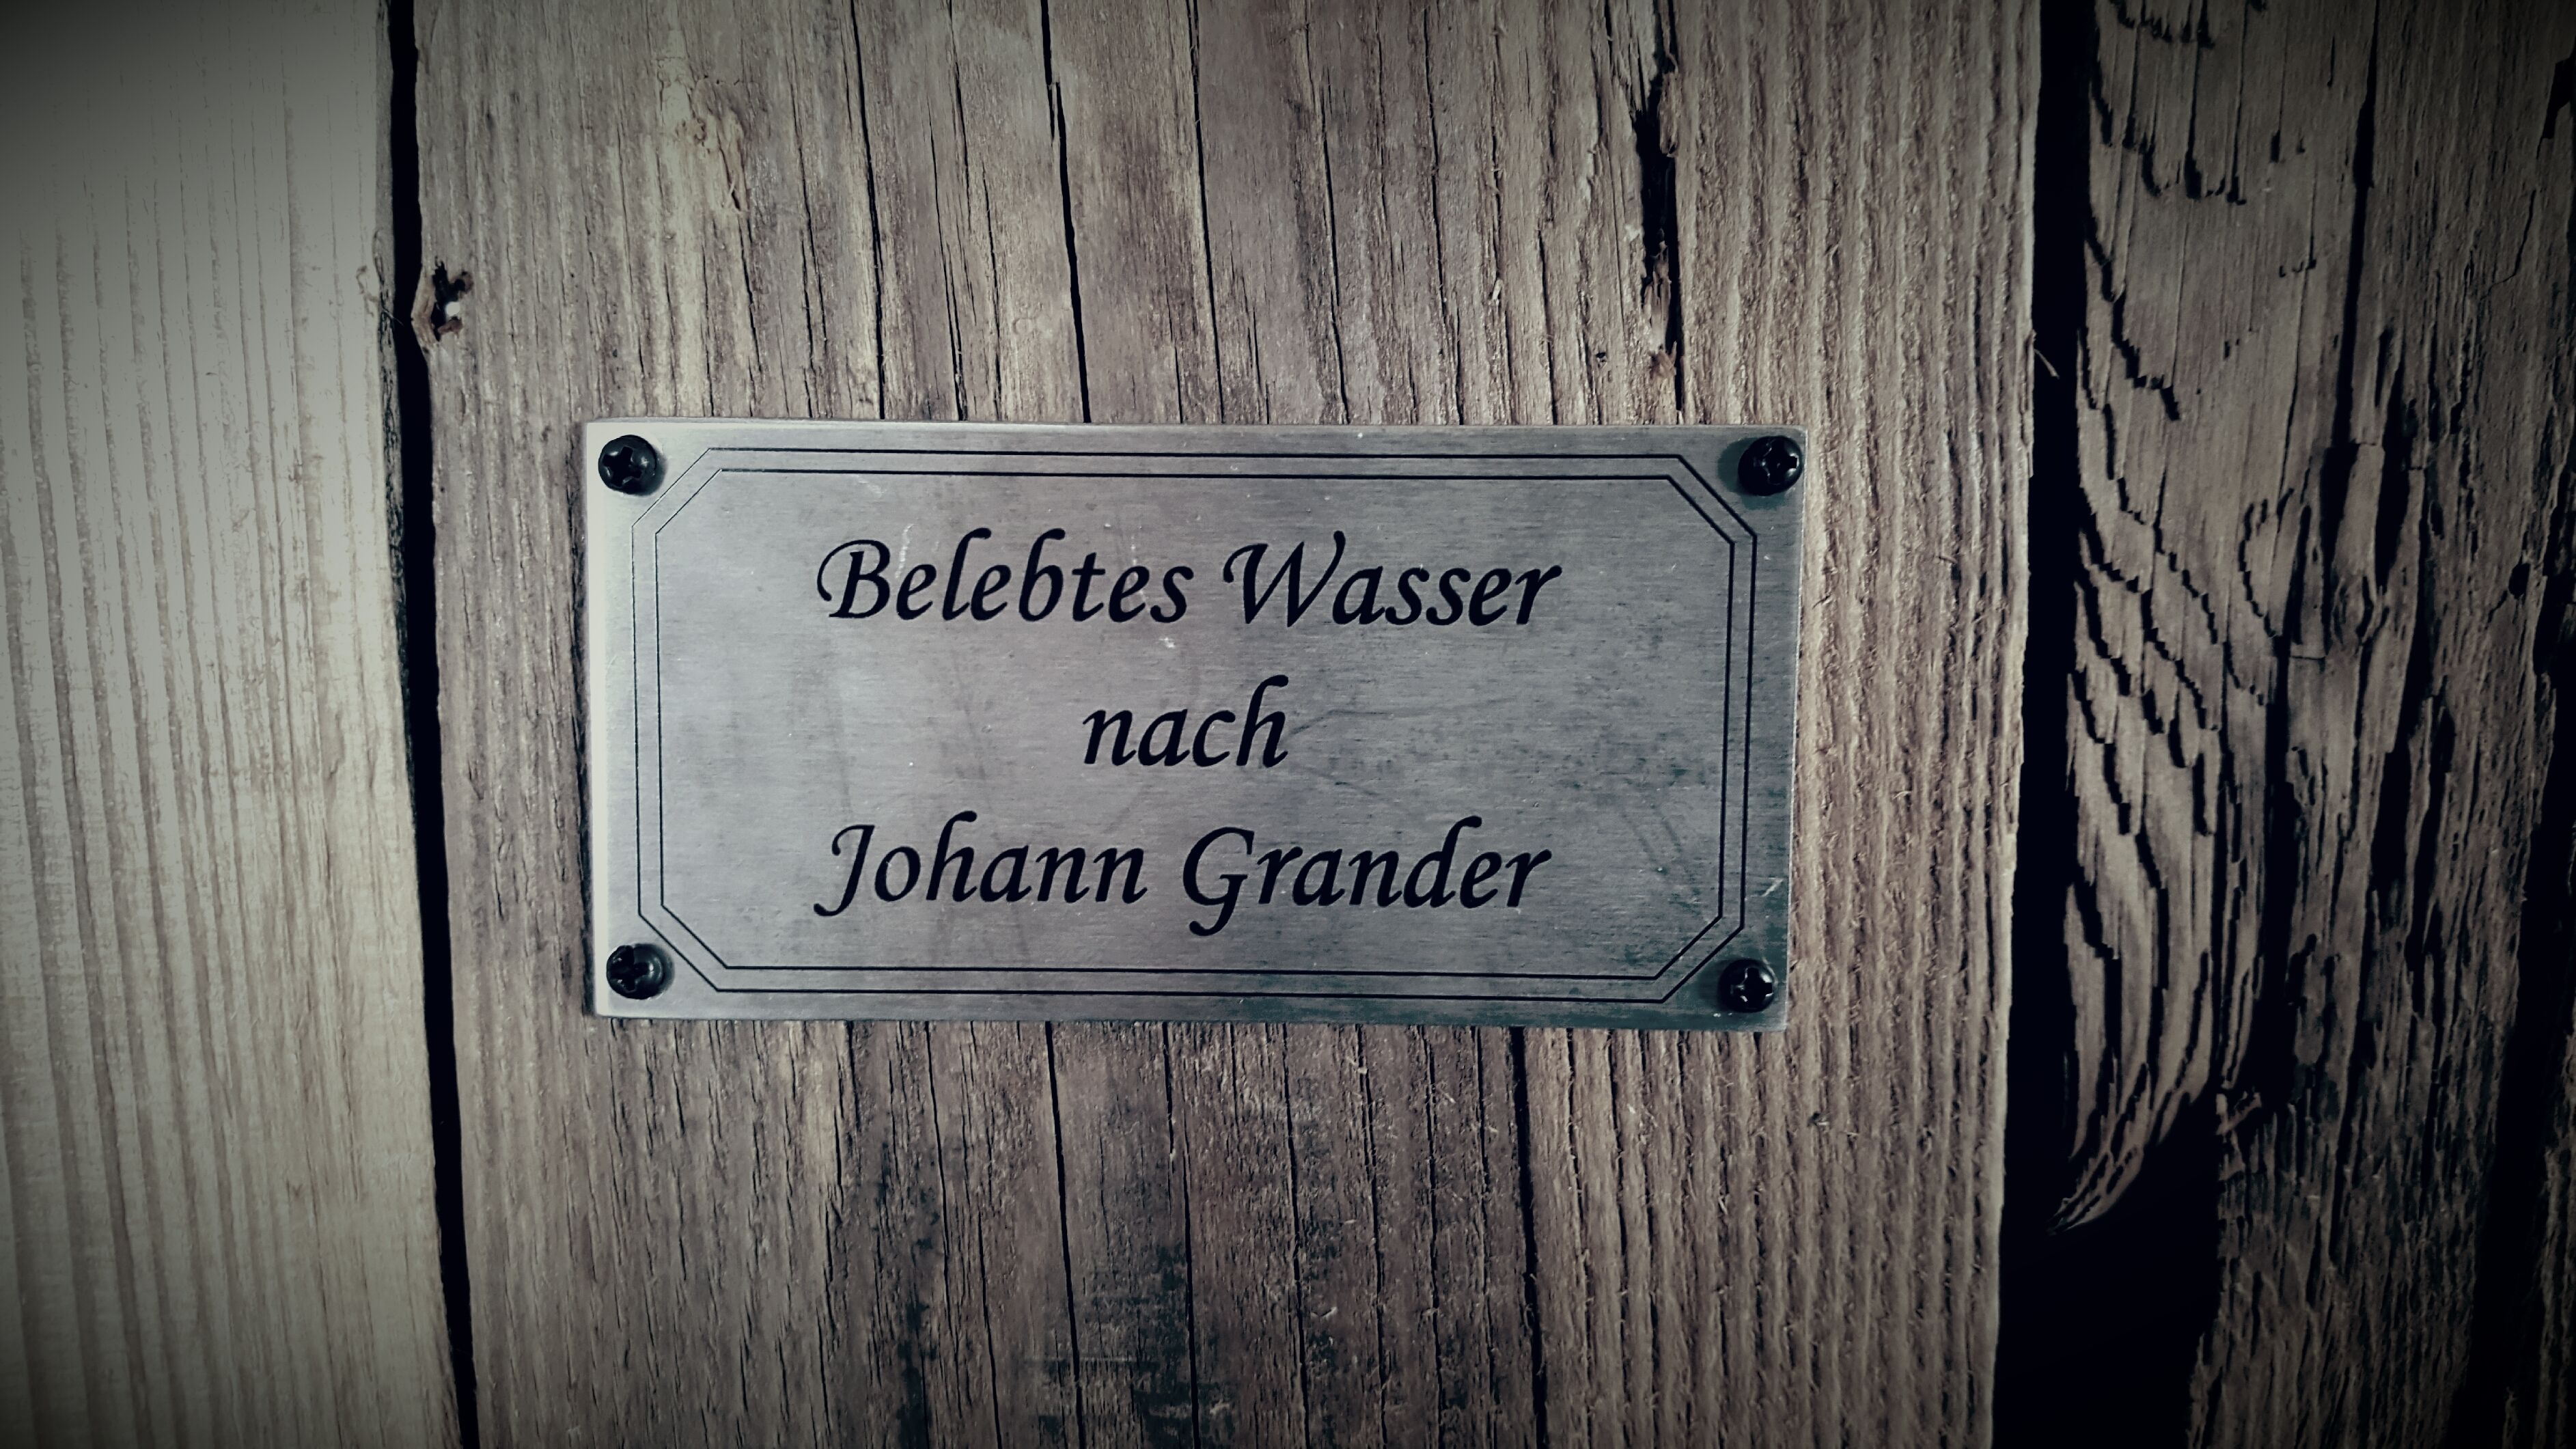 Belebtes Wasser
nach
Johann Grander